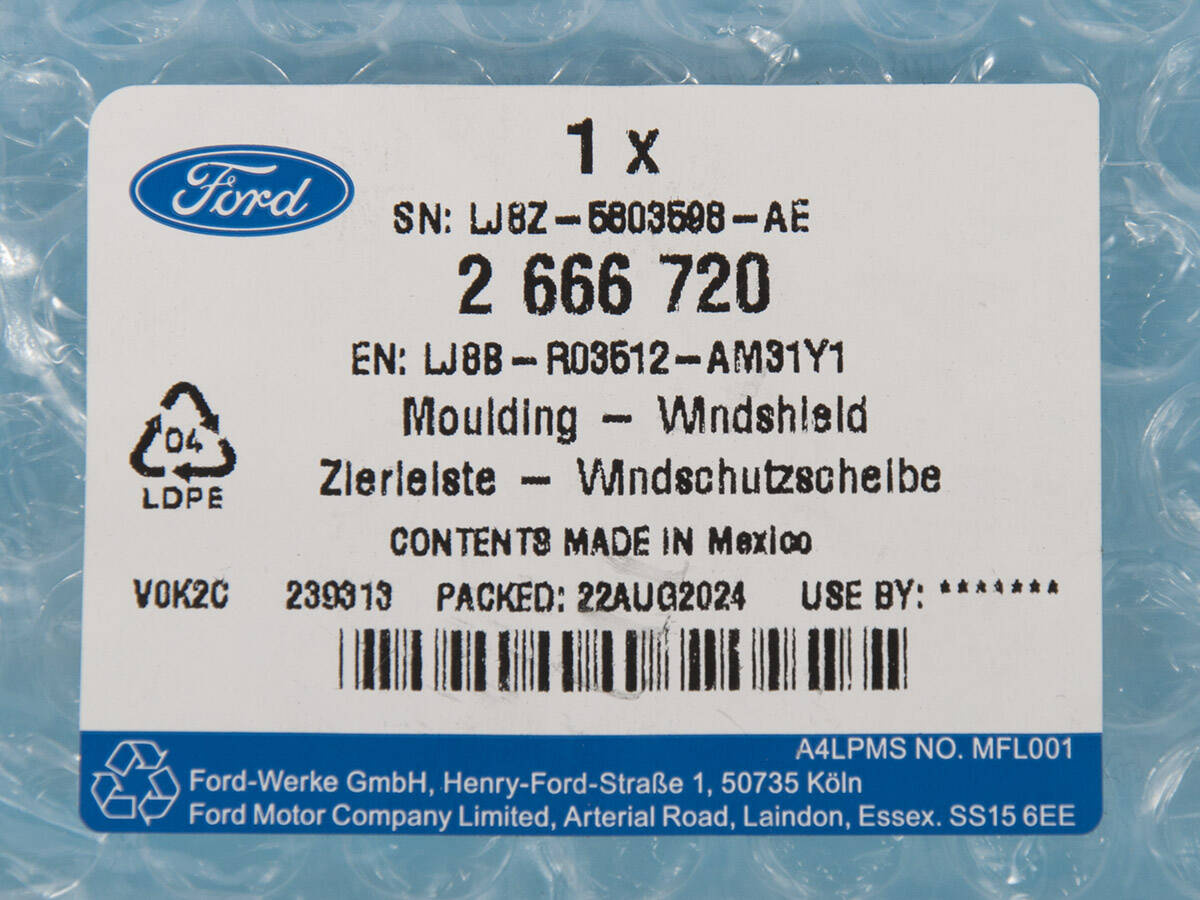 1 x
Ford
SN: LJ8Z-5803598-AE
2 666 720
EN: LJ8B-R03512-AM31Y1
Moulding - Windshield
04
LDPE
Zierleiste - Windschutzscheibe
CONTENTS MADE IN Mexico
V0K2C 239313 PACKED: 22AUG2024 USE BY: *******
A4LPMS NO. MFL001
Ford-Werke GmbH, Henry-Ford-Straße 1, 50735 Köln
Ford Motor Company Limited, Arterial Road, Laindon, Essex. SS15 6EE